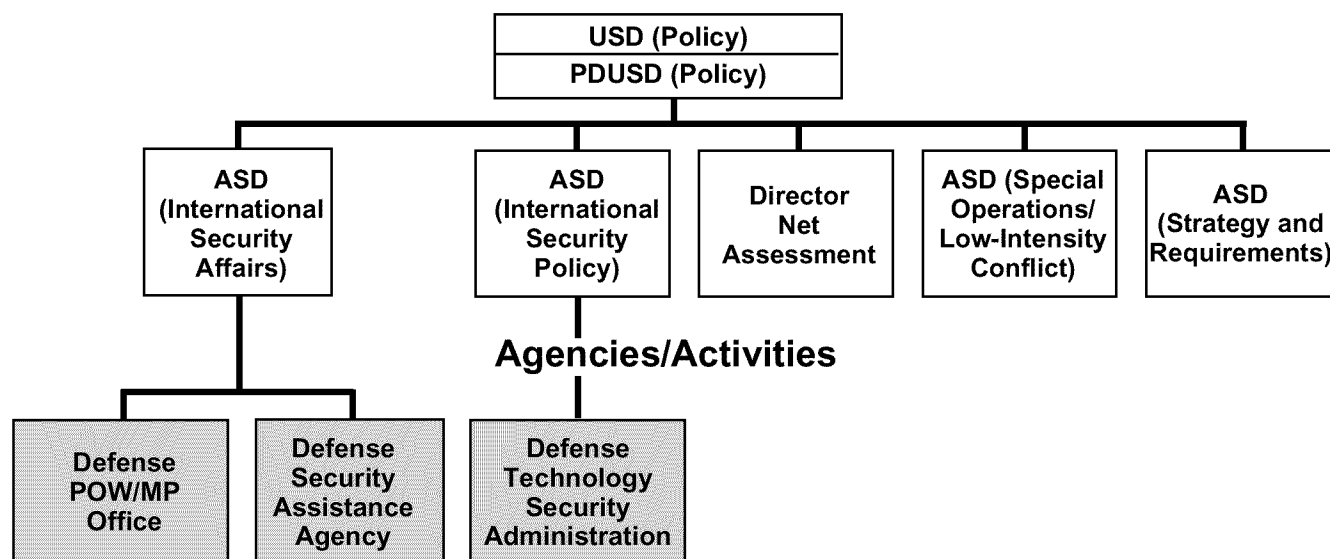 USD (Policy)
PDUSD (Policy)
ASD
(International
Security
Affairs)
ASD
(International
Security
Policy)
Director
Net
Assessment
ASD (Special
Operations/
Low-Intensity
Conflict)
ASD
(Strategy and
Requirements)
Agencies/Activities
Defense
POW/MP
Office
Defense
Security
Assistance
Agency
Defense
Technology
Security
Administration